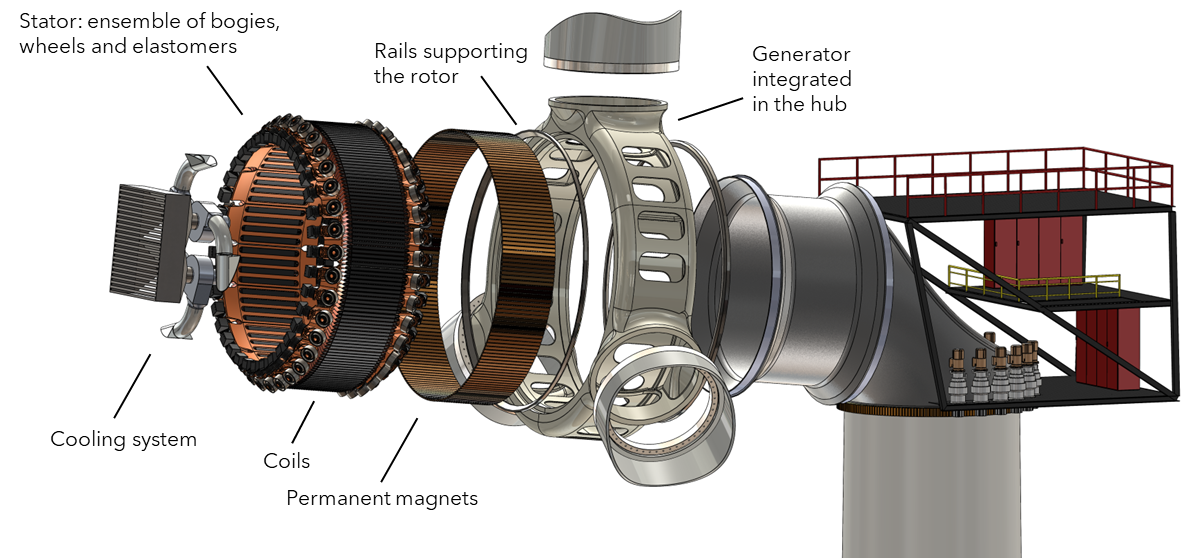 Stator: ensemble of bogies,
wheels and elastomers
Rails supporting
the rotor
Generator
integrated
in the hub
Cooling system
Coils
Permanent magnets